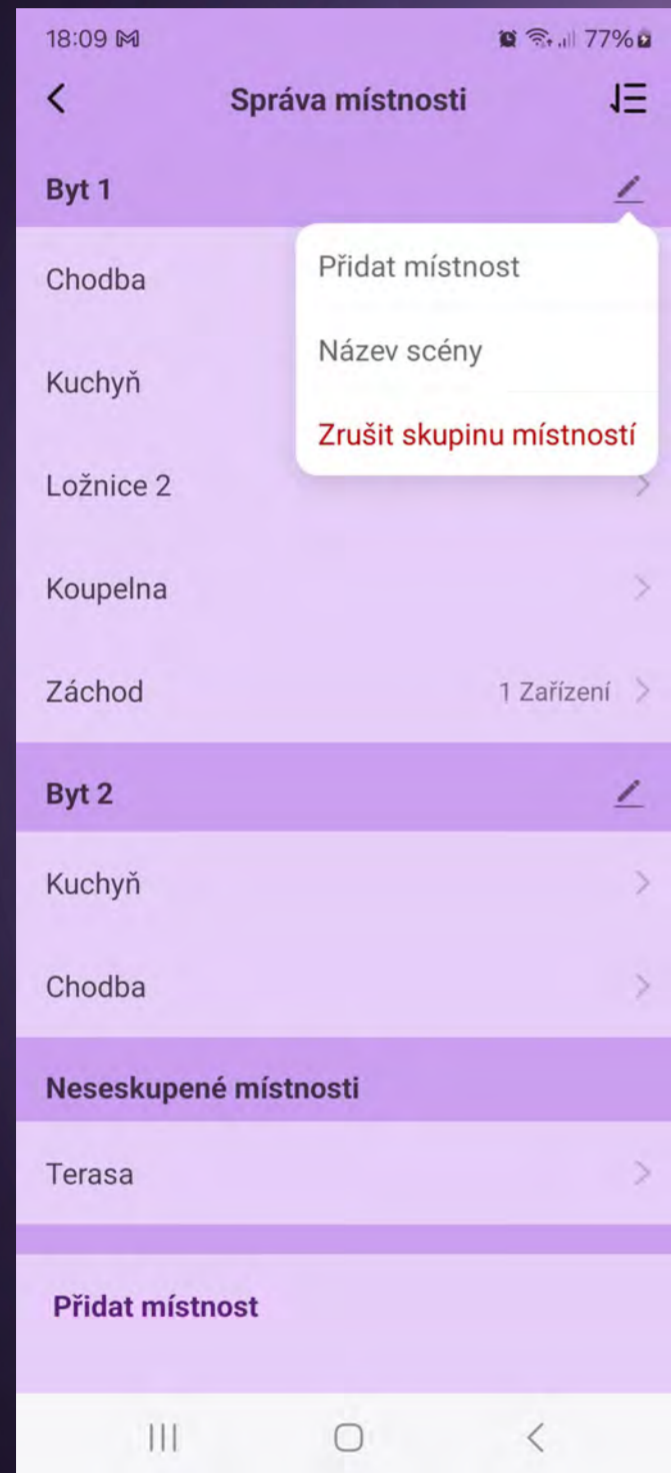 18:09 77%
Správa místnosti
Byt 1
Přidat místnost
Chodba
Název scény
Kuchyň
Zrušit skupinu místností
Ložnice 2
Koupelna
Záchod 1 Zařízení
Byt 2
Kuchyň
Chodba
Neseskupené místnosti
Terasa
Přidat místnost